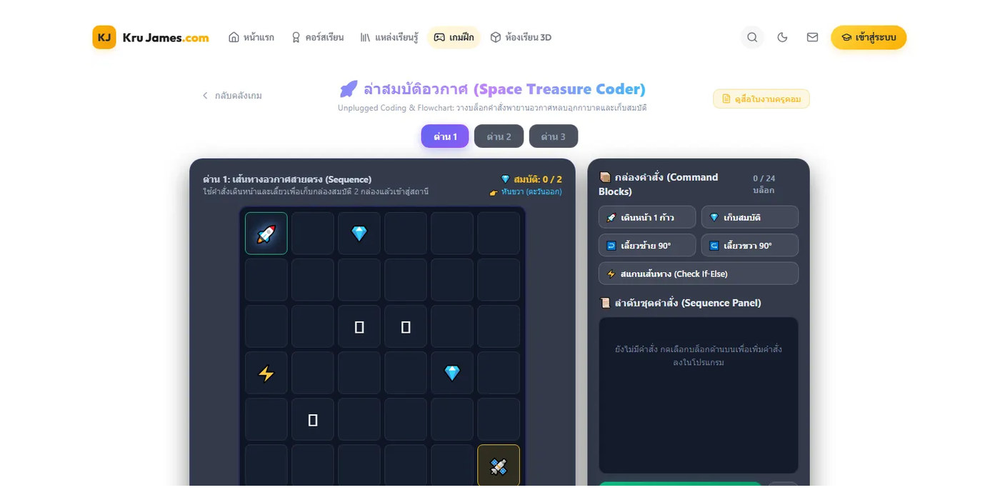 KJ Kru James.com หน้าแรก คอร์สเรียน แหล่งเรียนรู้ เกมฝึก ห้องเรียน 3D เข้าสู่ระบบ
กลับคลังเกม
ล่าสมบัติอวกาศ (Space Treasure Coder)
Unplugged Coding & Flowchart: วางบล็อกคำสั่งพายานอวกาศหลบอุกกาบาตและเก็บสมบัติ
ดูสื่อใบงานครูคอม
ด่าน 1 ด่าน 2 ด่าน 3
ด่าน 1: เส้นทางอวกาศสายตรง (Sequence)
ใช้คำสั่งเดินหน้าและเลี้ยวเพื่อเก็บกล่องสมบัติ 2 กล่องแล้วเข้าสู่สถานี
สมบัติ: 0 / 2
หันขวา (ตะวันออก)
กล่องคำสั่ง (Command Blocks)
0 / 24 บล็อก
เดินหน้า 1 ก้าว เก็บสมบัติ
เลี้ยวซ้าย 90° เลี้ยวขวา 90°
สแกนเส้นทาง (Check If-Else)
ลำดับชุดคำสั่ง (Sequence Panel)
ยังไม่มีคำสั่ง กดเลือกบล็อกด้านบนเพื่อเพิ่มคำสั่ง
ลงในโปรแกรม